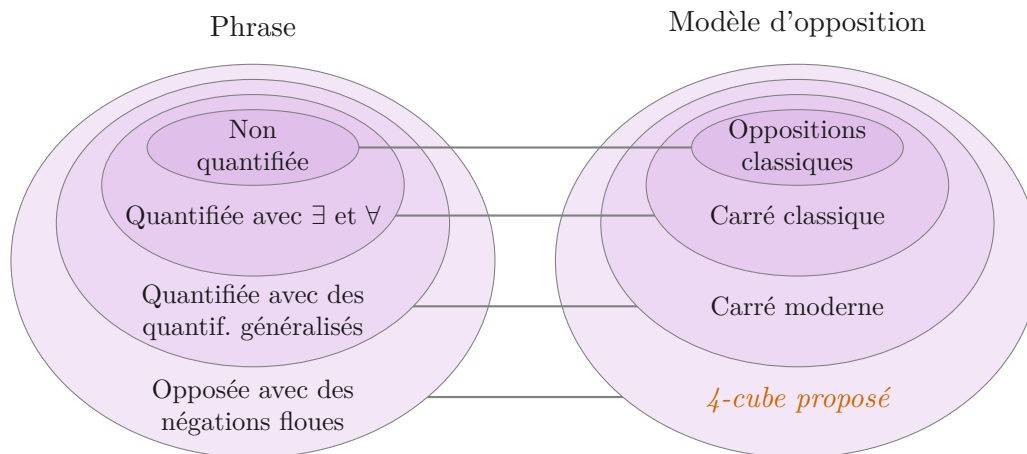 Phrase
Modèle d'opposition
Non
quantifiée
Oppositions
classiques
Quantifiée avec ∃ et ∀
Carré classique
Quantifiée avec des
quantif. généralisés
Carré moderne
Opposée avec des
négations floues
4-cube proposé